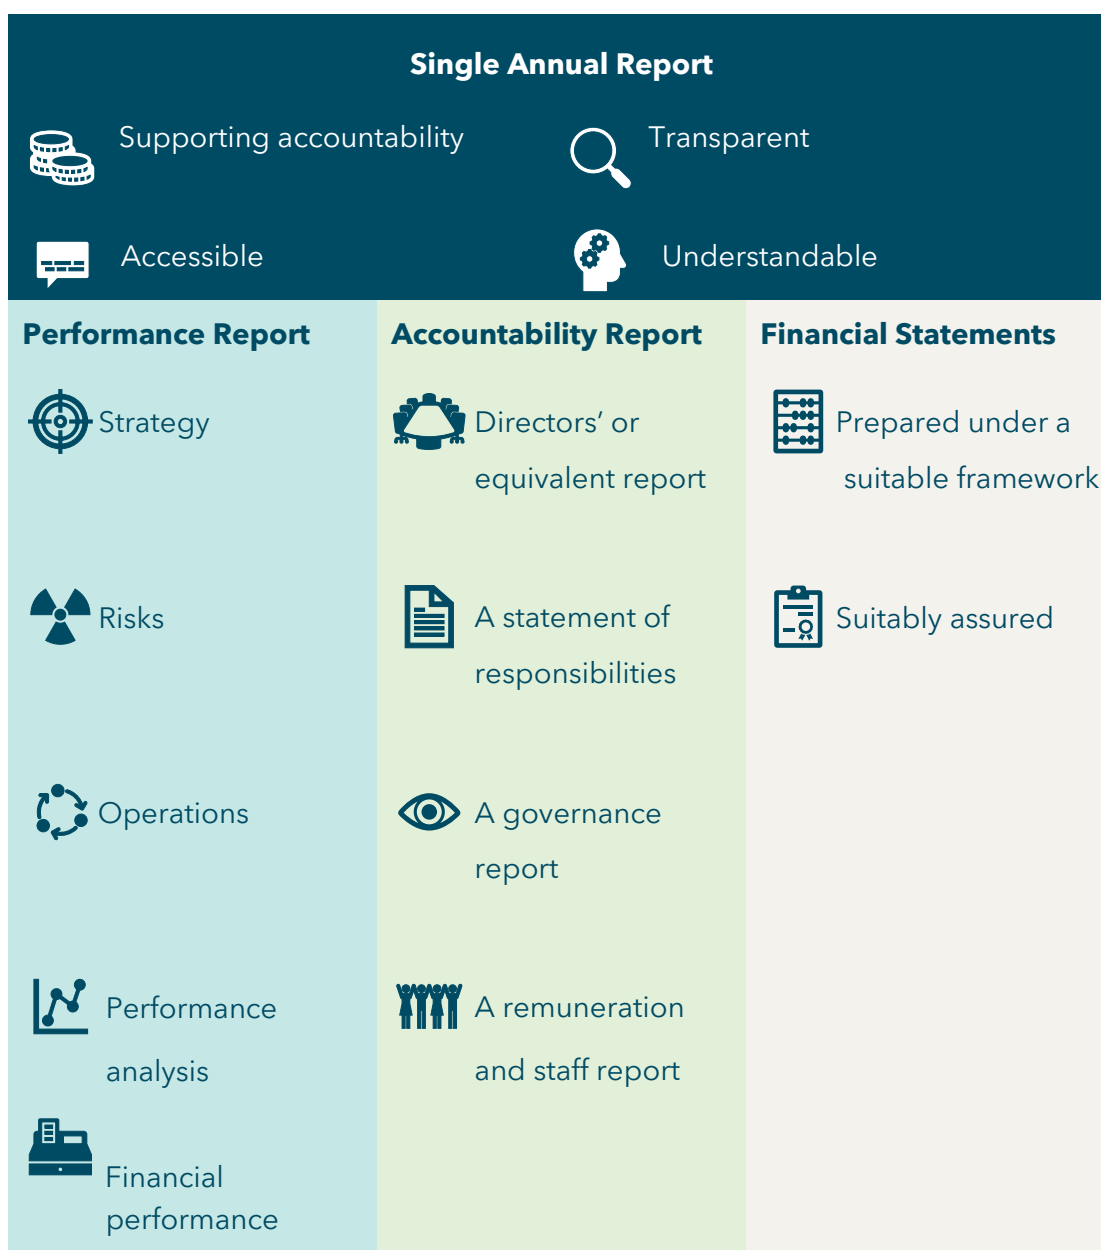 Single Annual Report
Supporting accountability
Transparent
Accessible
Understandable
Performance Report
Strategy
Risks
Operations
Performance
analysis
Financial
performance
Accountability Report
Directors’ or
equivalent report
A statement of
responsibilities
A governance
report
A remuneration
and staff report
Financial Statements
Prepared under a
suitable framework
Suitably assured